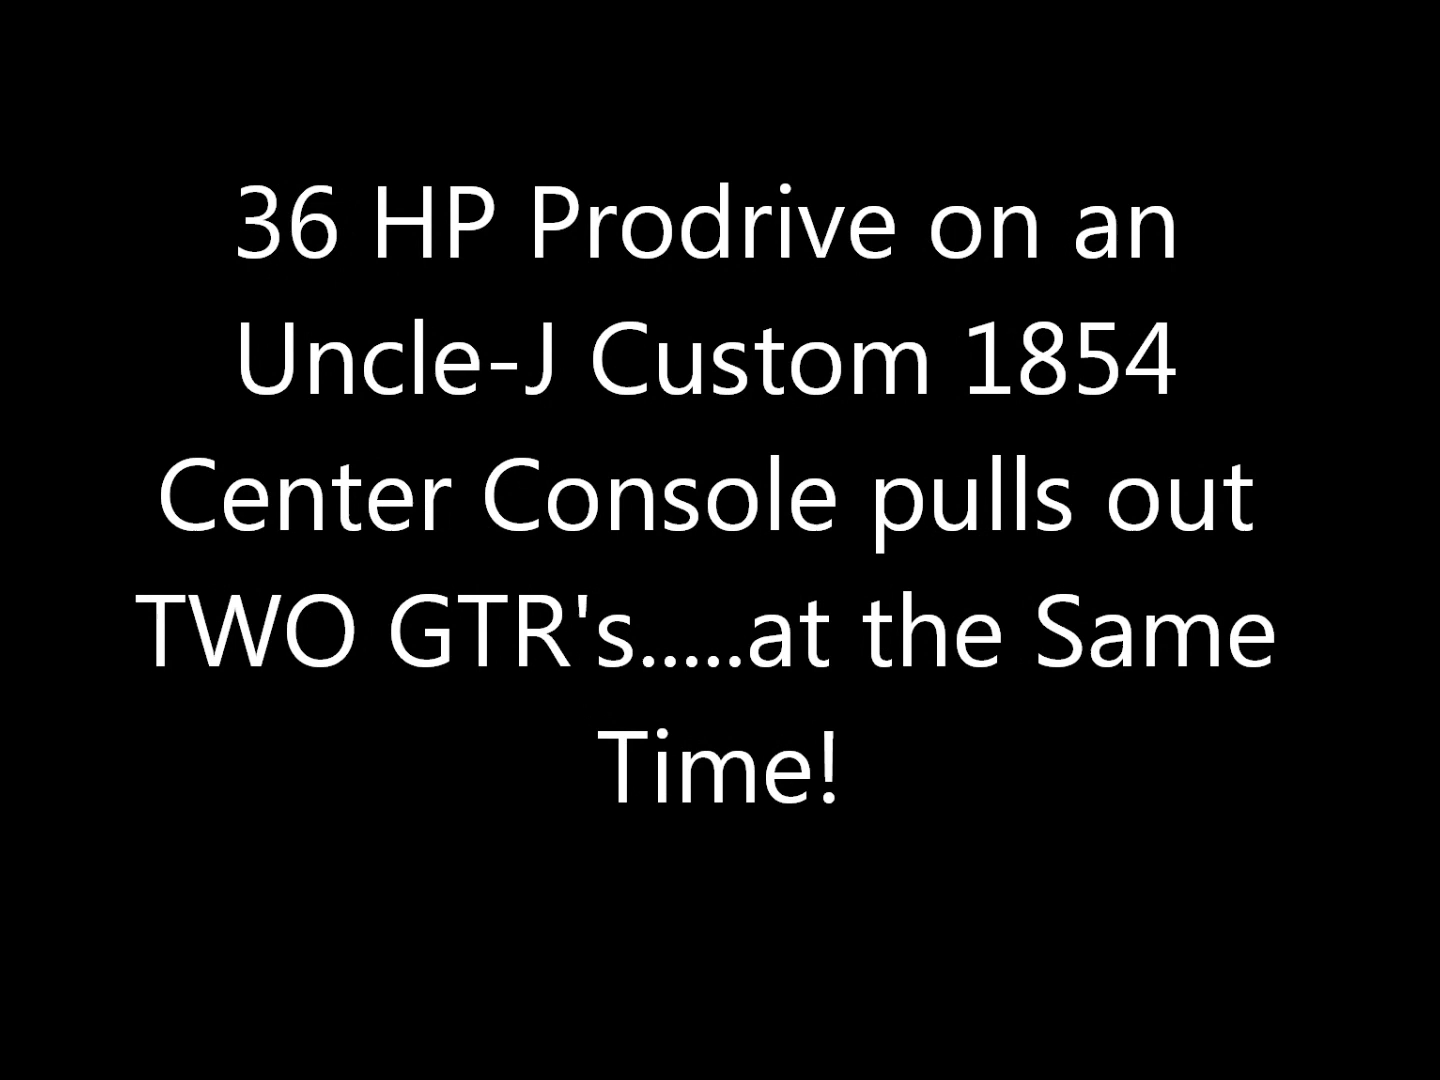 36 HP Prodrive on an
Uncle-J Custom 1854
Center Console pulls out
TWO GTR's.....at the Same
Time!